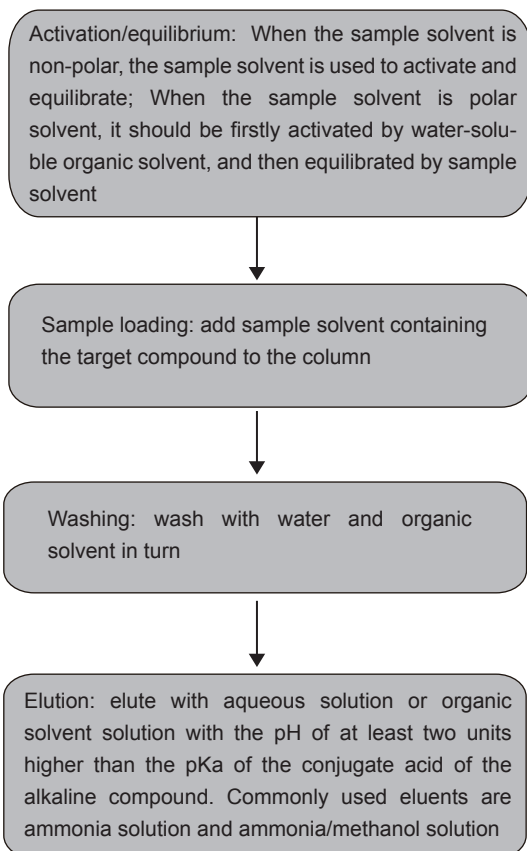 Activation/equilibrium: When the sample solvent is
non-polar, the sample solvent is used to activate and
equilibrate; When the sample solvent is polar
solvent, it should be firstly activated by water-solu-
ble organic solvent, and then equilibrated by sample
solvent
Sample loading: add sample solvent containing
the target compound to the column
Washing: wash with water and organic
solvent in turn
Elution: elute with aqueous solution or organic
solvent solution with the pH of at least two units
higher than the pKa of the conjugate acid of the
alkaline compound. Commonly used eluents are
ammonia solution and ammonia/methanol solution